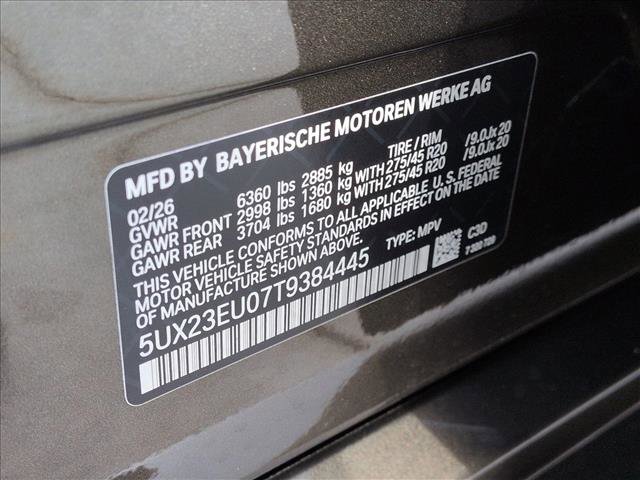 MFD BY BAYERISCHE MOTOREN WERKE AG
02/26 TIRE / RIM
GVWR 6360 lbs 2885 kg
GAWR FRONT 2998 lbs 1360 kg WITH 275/45 R20 /9.0Jx20
GAWR REAR 3704 lbs 1680 kg WITH 275/45 R20 /9.0Jx20
THIS VEHICLE CONFORMS TO ALL APPLICABLE U.S. FEDERAL
MOTOR VEHICLE SAFETY STANDARDS IN EFFECT ON THE DATE
OF MANUFACTURE SHOWN ABOVE.
TYPE: MPV C3D
5UX23EU07T9384445